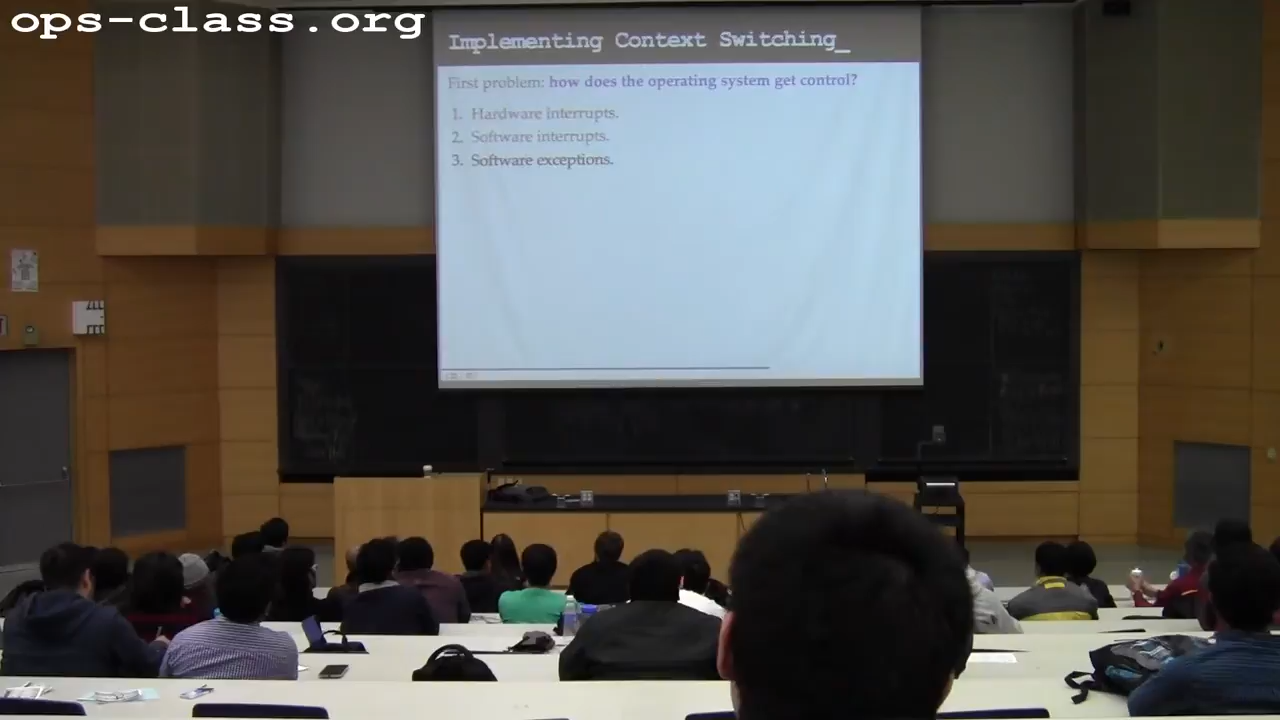 ops-class.org
Implementing Context Switching_
First problem: how does the operating system get control?
1. Hardware interrupts.
2. Software interrupts.
3. Software exceptions.